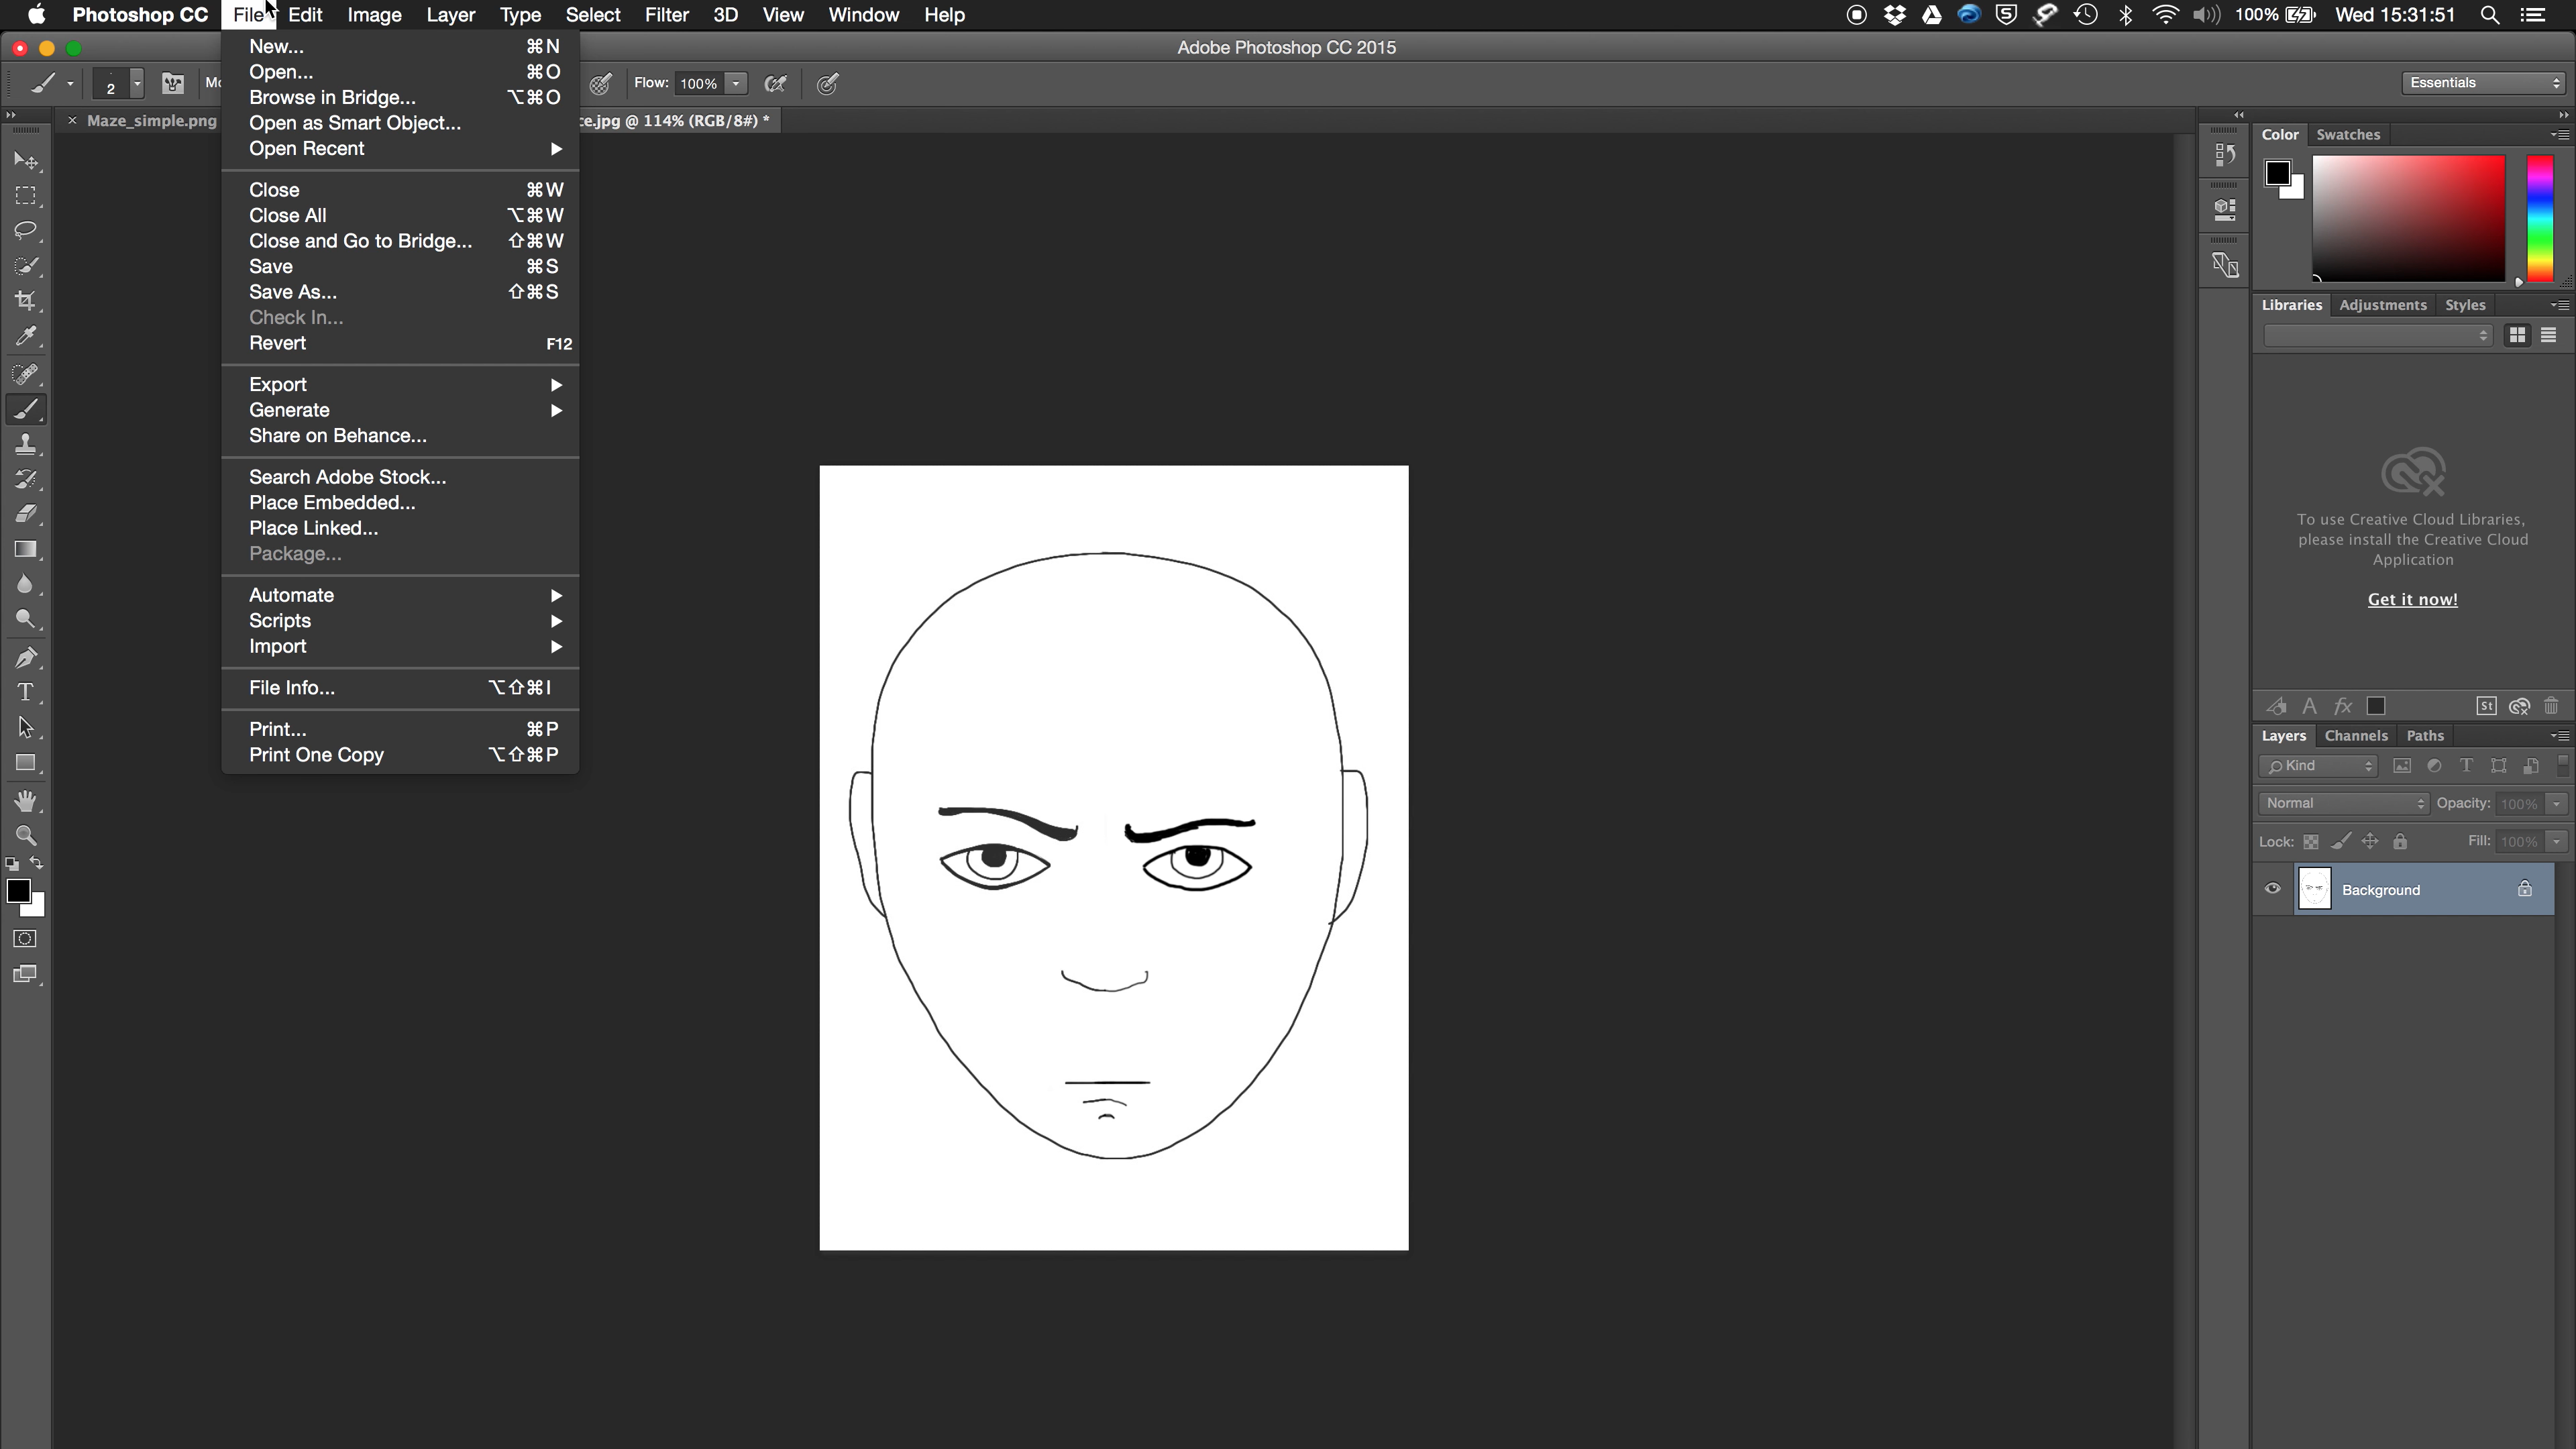 Photoshop CC File Edit Image Layer Type Select Filter 3D View Window Help 100% Wed 15:31:51
Adobe Photoshop CC 2015
2 Flow: 100% Essentials
Maze_simple.png ce.jpg @ 114% (RGB/8#) *
New... ⌘N
Open... ⌘O
Browse in Bridge... ⌥⌘O
Open as Smart Object...
Open Recent
Close ⌘W
Close All ⌥⌘W
Close and Go to Bridge... ⇧⌘W
Save ⌘S
Save As... ⇧⌘S
Check In...
Revert F12
Export
Generate
Share on Behance...
Search Adobe Stock...
Place Embedded...
Place Linked...
Package...
Automate
Scripts
Import
File Info... ⌥⇧⌘I
Print... ⌘P
Print One Copy ⌥⇧⌘P
Color Swatches
Libraries Adjustments Styles
To use Creative Cloud Libraries,
please install the Creative Cloud
Application
Get it now!
St
Layers Channels Paths
Kind
Normal Opacity: 100%
Lock: Fill: 100%
Background